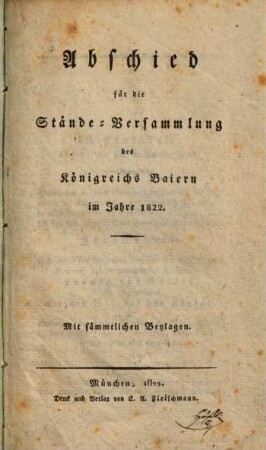 Abschied
für die
Stände-Versammlung
des
Königreichs Baiern
im Jahre 1822.
Mit sämmtlichen Beylagen.
München, 1822.
Druck und Verlag von E. A. Fleischmann.